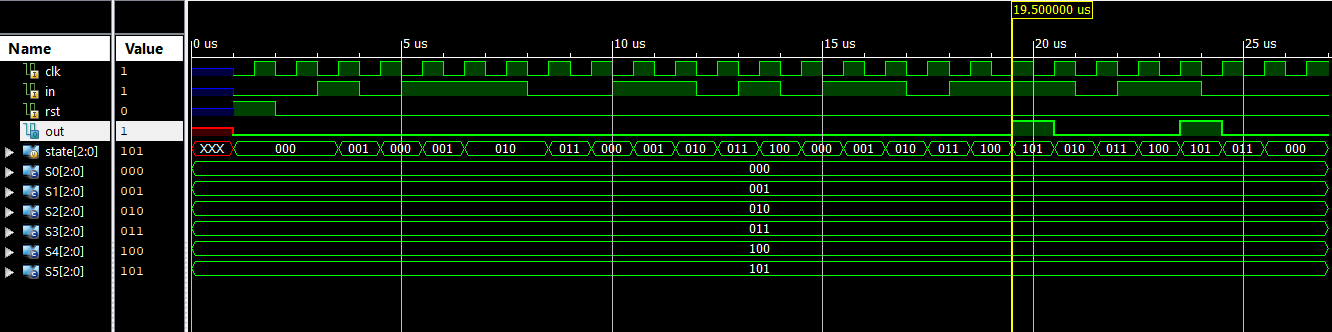 19.500000 us
Name Value 0 us 5 us 10 us 15 us 20 us 25 us
clk 1
in 1
rst 0
out 1
state[2:0] 101 XXX 000 001 000 001 010 011 000 001 010 011 100 000 001 010 011 100 101 010 011 100 101 011 000
S0[2:0] 000 000
S1[2:0] 001 001
S2[2:0] 010 010
S3[2:0] 011 011
S4[2:0] 100 100
S5[2:0] 101 101